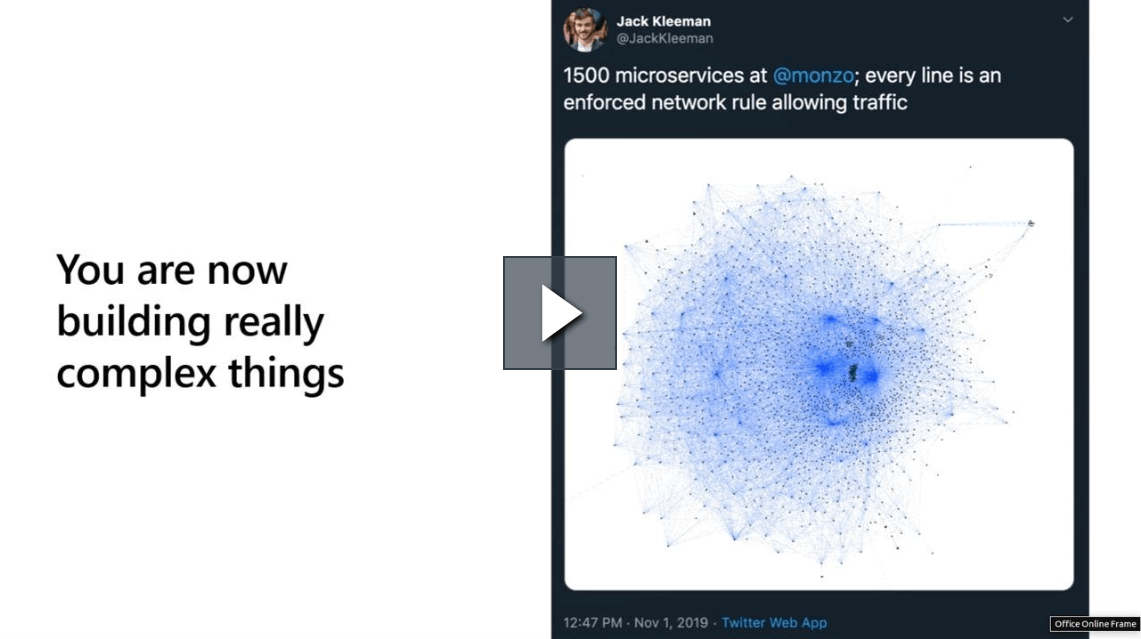 You are now
building really
complex things
Jack Kleeman
@JackKleeman
1500 microservices at @monzo; every line is an
enforced network rule allowing traffic
12:47 PM · Nov 1, 2019 · Twitter Web App
Office Online Frame